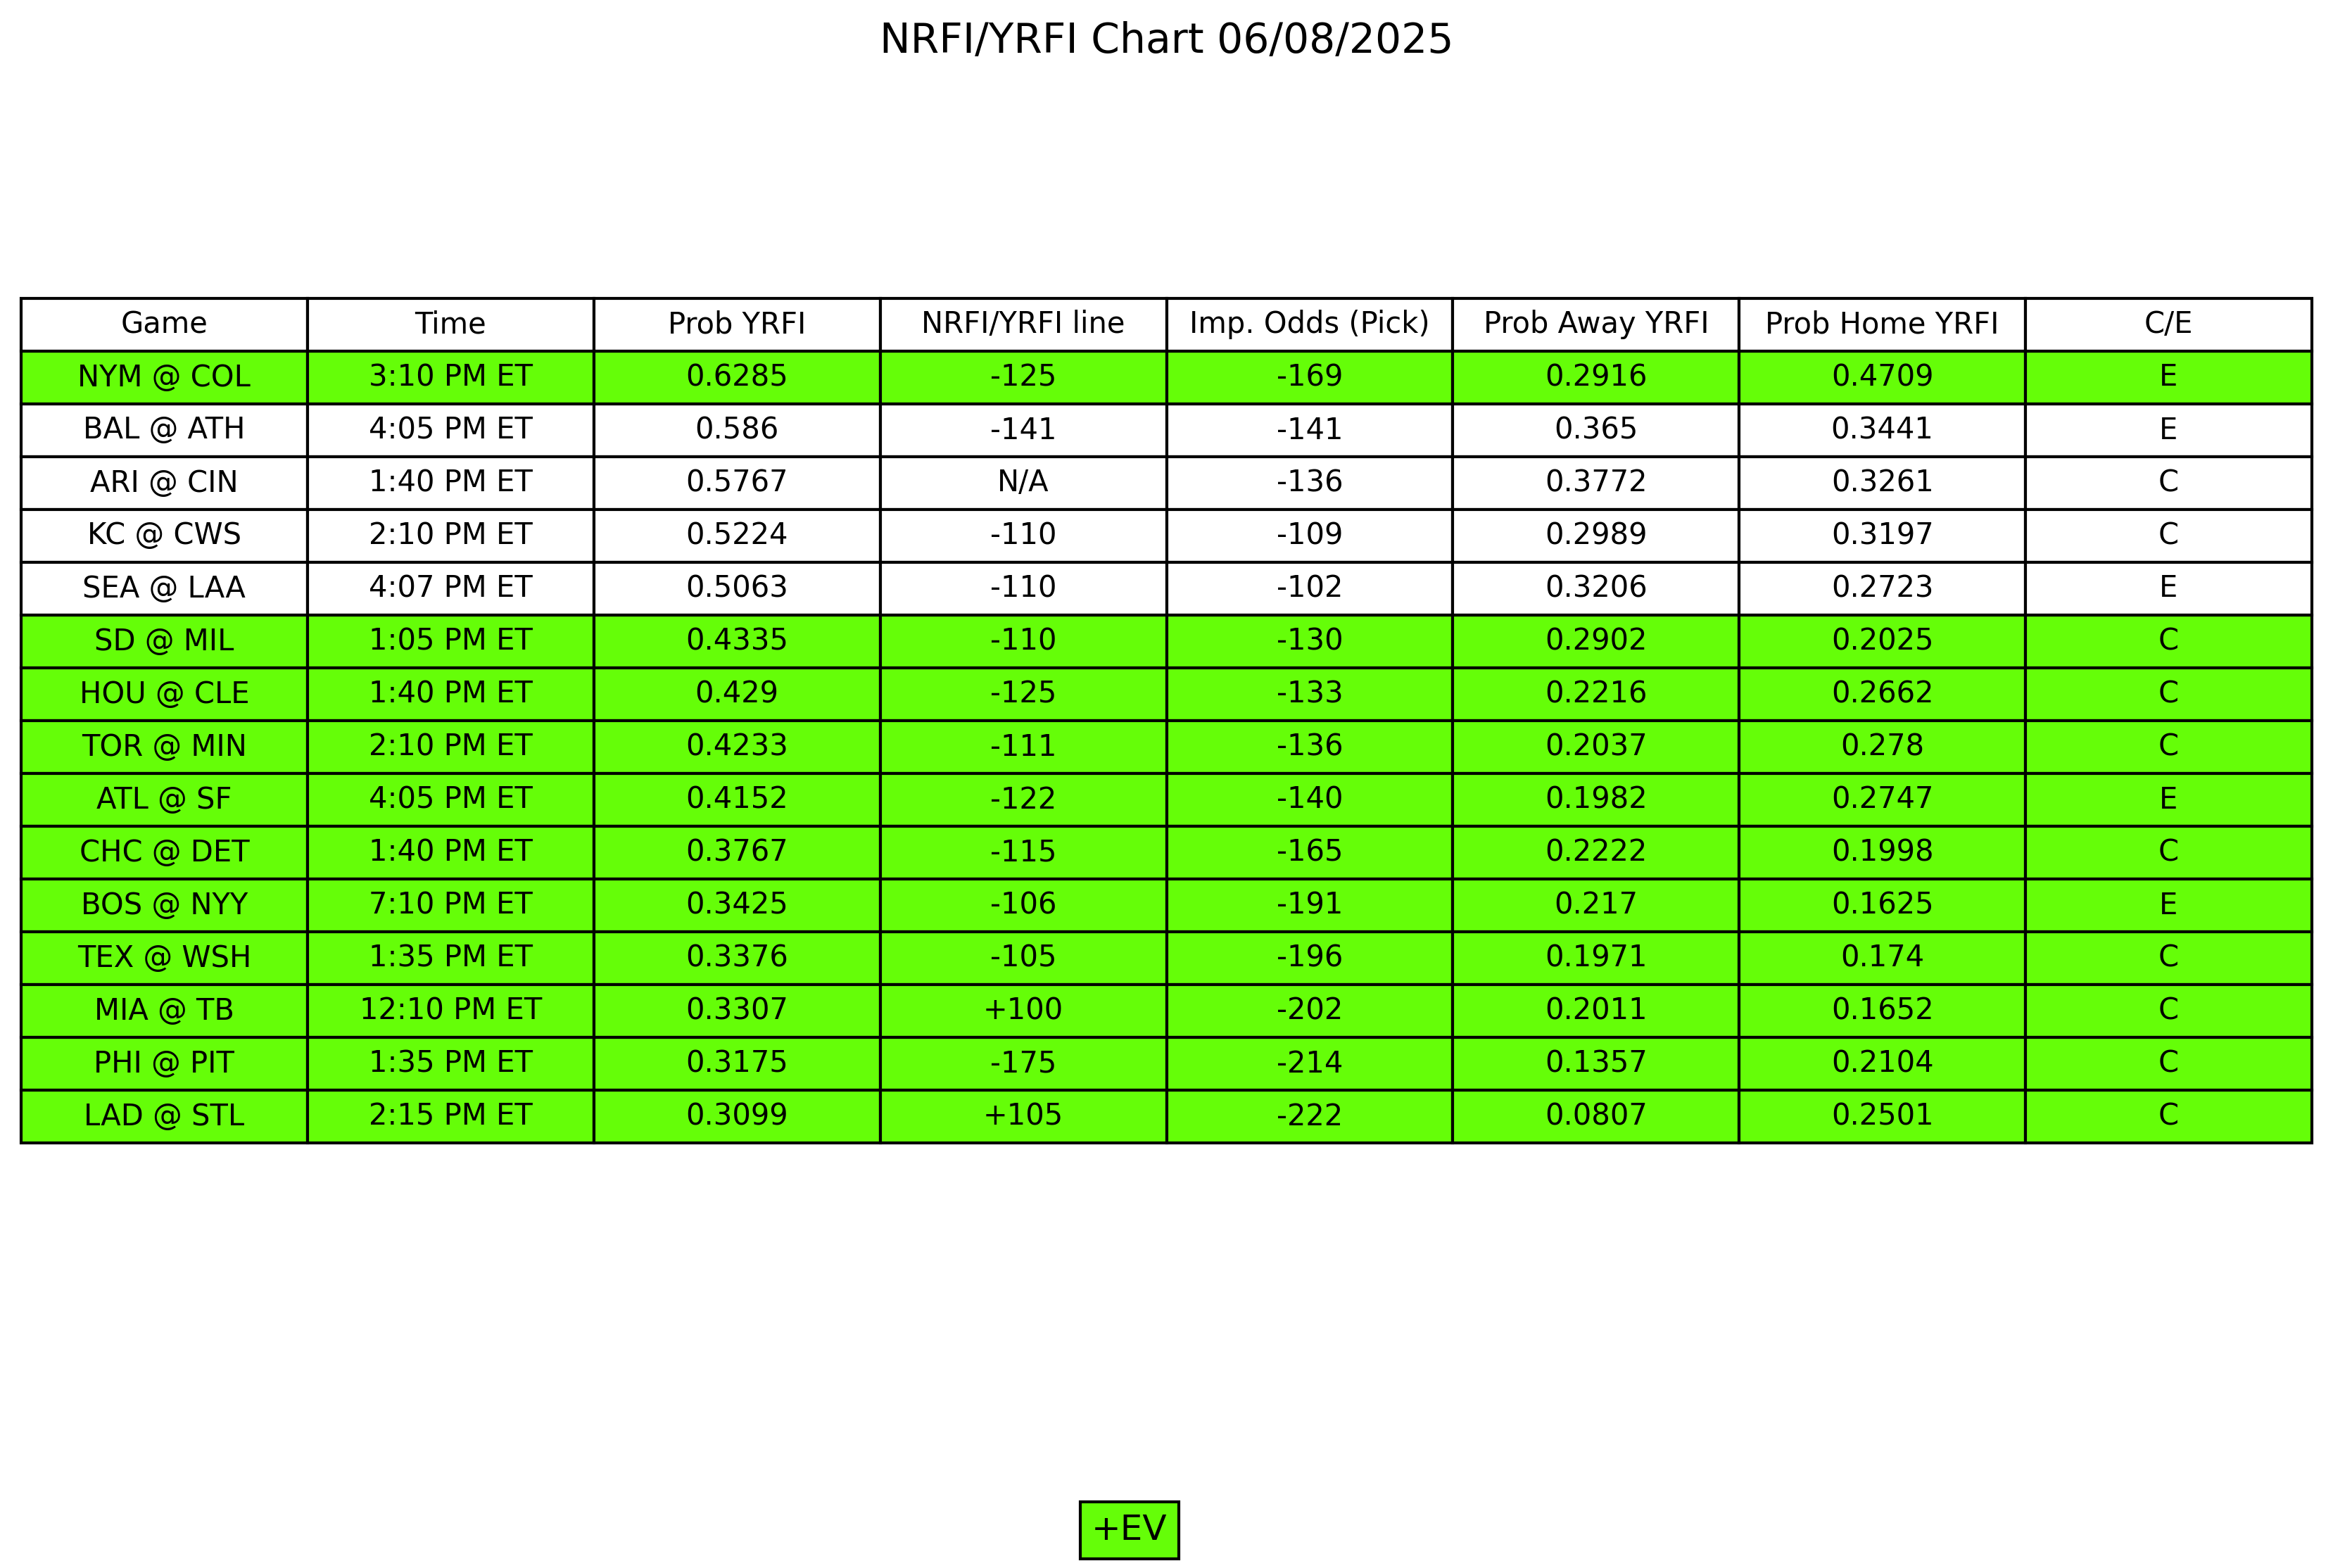 NRFI/YRFI Chart 06/08/2025
Game Time Prob YRFI NRFI/YRFI line Imp. Odds (Pick) Prob Away YRFI Prob Home YRFI C/E
NYM @ COL 3:10 PM ET 0.6285 -125 -169 0.2916 0.4709 E
BAL @ ATH 4:05 PM ET 0.586 -141 -141 0.365 0.3441 E
ARI @ CIN 1:40 PM ET 0.5767 N/A -136 0.3772 0.3261 C
KC @ CWS 2:10 PM ET 0.5224 -110 -109 0.2989 0.3197 C
SEA @ LAA 4:07 PM ET 0.5063 -110 -102 0.3206 0.2723 E
SD @ MIL 1:05 PM ET 0.4335 -110 -130 0.2902 0.2025 C
HOU @ CLE 1:40 PM ET 0.429 -125 -133 0.2216 0.2662 C
TOR @ MIN 2:10 PM ET 0.4233 -111 -136 0.2037 0.278 C
ATL @ SF 4:05 PM ET 0.4152 -122 -140 0.1982 0.2747 E
CHC @ DET 1:40 PM ET 0.3767 -115 -165 0.2222 0.1998 C
BOS @ NYY 7:10 PM ET 0.3425 -106 -191 0.217 0.1625 E
TEX @ WSH 1:35 PM ET 0.3376 -105 -196 0.1971 0.174 C
MIA @ TB 12:10 PM ET 0.3307 +100 -202 0.2011 0.1652 C
PHI @ PIT 1:35 PM ET 0.3175 -175 -214 0.1357 0.2104 C
LAD @ STL 2:15 PM ET 0.3099 +105 -222 0.0807 0.2501 C
+EV